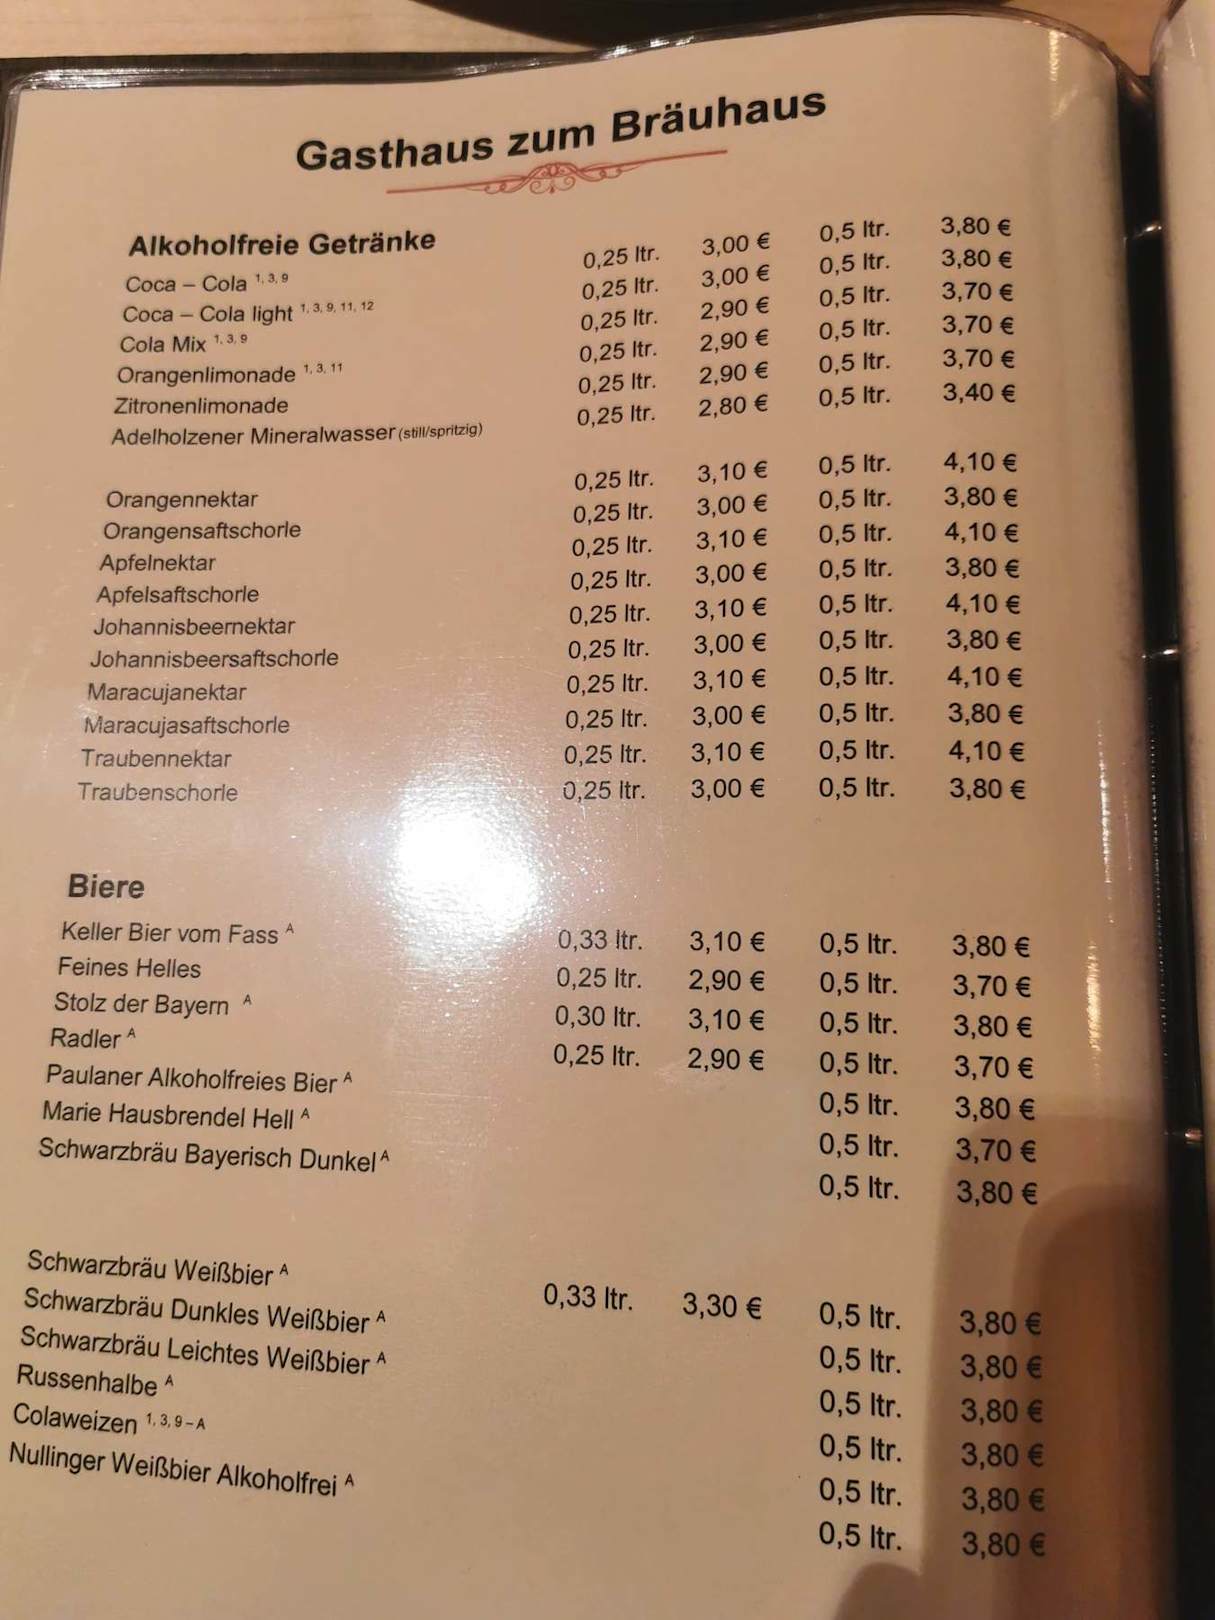 Gasthaus zum Bräuhaus
Alkoholfreie Getränke
Coca – Cola 1, 3, 9 0,25 ltr. 3,00 € 0,5 ltr. 3,80 €
Coca – Cola light 1, 3, 9, 11, 12 0,25 ltr. 3,00 € 0,5 ltr. 3,80 €
Cola Mix 1, 3, 9 0,25 ltr. 2,90 € 0,5 ltr. 3,70 €
Orangenlimonade 1, 3, 11 0,25 ltr. 2,90 € 0,5 ltr. 3,70 €
Zitronenlimonade 0,25 ltr. 2,90 € 0,5 ltr. 3,70 €
Adelholzener Mineralwasser (still/spritzig) 0,25 ltr. 2,80 € 0,5 ltr. 3,40 €
Orangennektar 0,25 ltr. 3,10 € 0,5 ltr. 4,10 €
Orangensaftschorle 0,25 ltr. 3,00 € 0,5 ltr. 3,80 €
Apfelnektar 0,25 ltr. 3,10 € 0,5 ltr. 4,10 €
Apfelsaftschorle 0,25 ltr. 3,00 € 0,5 ltr. 3,80 €
Johannisbeernektar 0,25 ltr. 3,10 € 0,5 ltr. 4,10 €
Johannisbeersaftschorle 0,25 ltr. 3,00 € 0,5 ltr. 3,80 €
Maracujanektar 0,25 ltr. 3,10 € 0,5 ltr. 4,10 €
Maracujasaftschorle 0,25 ltr. 3,00 € 0,5 ltr. 3,80 €
Traubennektar 0,25 ltr. 3,10 € 0,5 ltr. 4,10 €
Traubenschorle 0,25 ltr. 3,00 € 0,5 ltr. 3,80 €
Biere
Keller Bier vom Fass A 0,33 ltr. 3,10 € 0,5 ltr. 3,80 €
Feines Helles 0,25 ltr. 2,90 € 0,5 ltr. 3,70 €
Stolz der Bayern A 0,30 ltr. 3,10 € 0,5 ltr. 3,80 €
Radler A 0,25 ltr. 2,90 € 0,5 ltr. 3,70 €
Paulaner Alkoholfreies Bier A 0,5 ltr. 3,80 €
Marie Hausbrendel Hell A 0,5 ltr. 3,70 €
Schwarzbräu Bayerisch Dunkel A 0,5 ltr. 3,80 €
Schwarzbräu Weißbier A 0,33 ltr. 3,30 € 0,5 ltr. 3,80 €
Schwarzbräu Dunkles Weißbier A 0,5 ltr. 3,80 €
Schwarzbräu Leichtes Weißbier A 0,5 ltr. 3,80 €
Russenhalbe A 0,5 ltr. 3,80 €
Colaweizen 1, 3, 9 – A 0,5 ltr. 3,80 €
Nullinger Weißbier Alkoholfrei A 0,5 ltr. 3,80 €